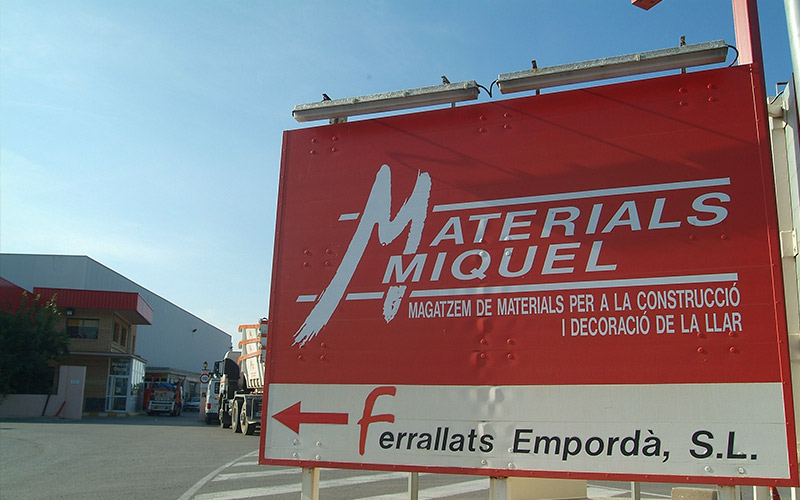 MATERIALS
MIQUEL
MAGATZEM DE MATERIALS PER A LA CONSTRUCCIÓ
I DECORACIÓ DE LA LLAR
Ferrallats Empordà, S.L.